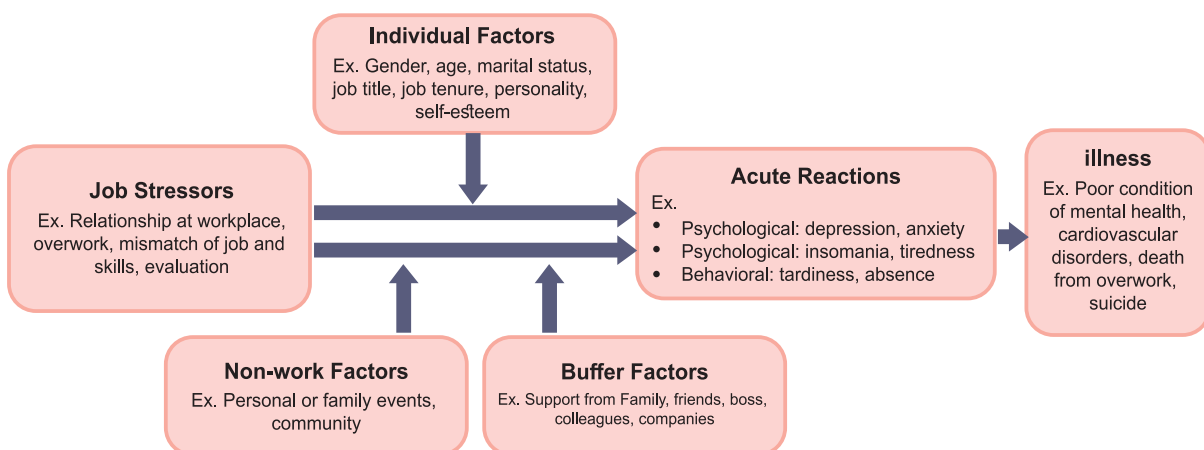 Individual Factors
Ex. Gender, age, marital status,
job title, job tenure, personality,
self-esteem
Job Stressors
Ex. Relationship at workplace,
overwork, mismatch of job and
skills, evaluation
Acute Reactions
Ex.
• Psychological: depression, anxiety
• Psychological: insomania, tiredness
• Behavioral: tardiness, absence
illness
Ex. Poor condition
of mental health,
cardiovascular
disorders, death
from overwork,
suicide
Non-work Factors
Ex. Personal or family events,
community
Buffer Factors
Ex. Support from Family, friends, boss,
colleagues, companies